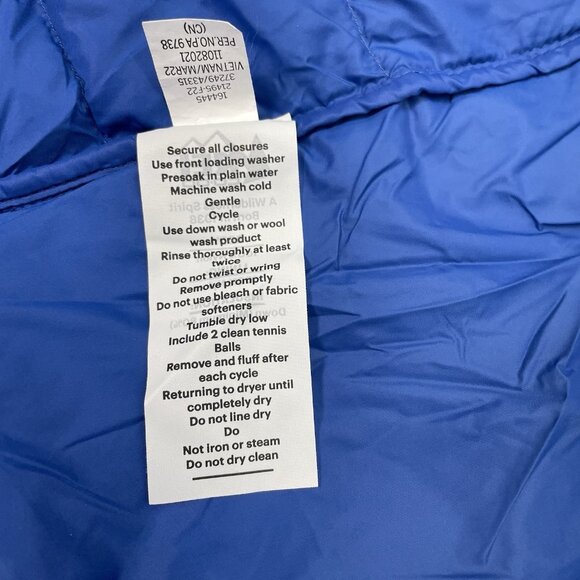 164445
21495-F22
37249/43315
VIETNAM/MAR22
11082021
PER.NO.PA 9738
(CN)
Secure all closures
Use front loading washer
Presoak in plain water
Machine wash cold
Gentle
Cycle
Use down wash or wool
wash product
Rinse thoroughly at least
twice
Do not twist or wring
Remove promptly
Do not use bleach or fabric
softeners
Tumble dry low
Include 2 clean tennis
Balls
Remove and fluff after
each cycle
Returning to dryer until
completely dry
Do not line dry
Do
Not iron or steam
Do not dry clean